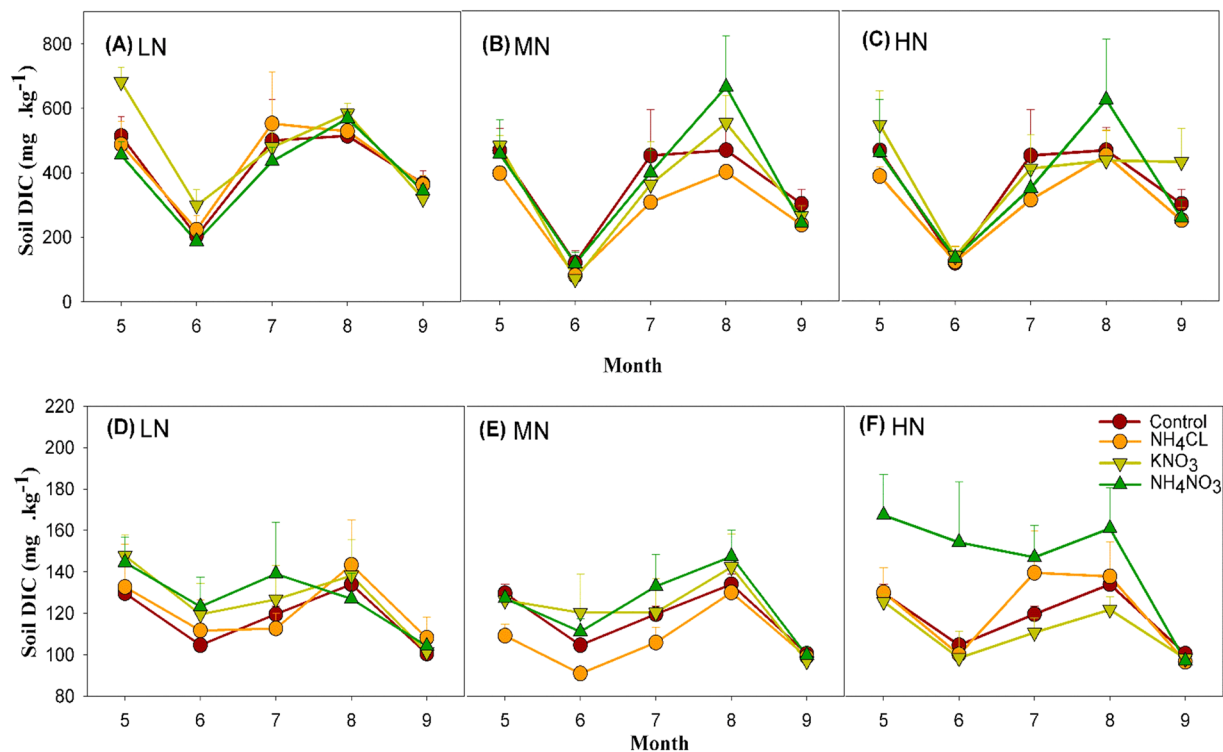 (A) LN
(B) MN
(C) HN
Soil DIC (mg .kg-1)
800
600
400
200
0
5 6 7 8 9
5 6 7 8 9
5 6 7 8 9
Month
(D) LN
(E) MN
(F) HN
Control
NH4CL
KNO3
NH4NO3
Soil DIC (mg .kg-1)
220
200
180
160
140
120
100
80
5 6 7 8 9
5 6 7 8 9
5 6 7 8 9
Month